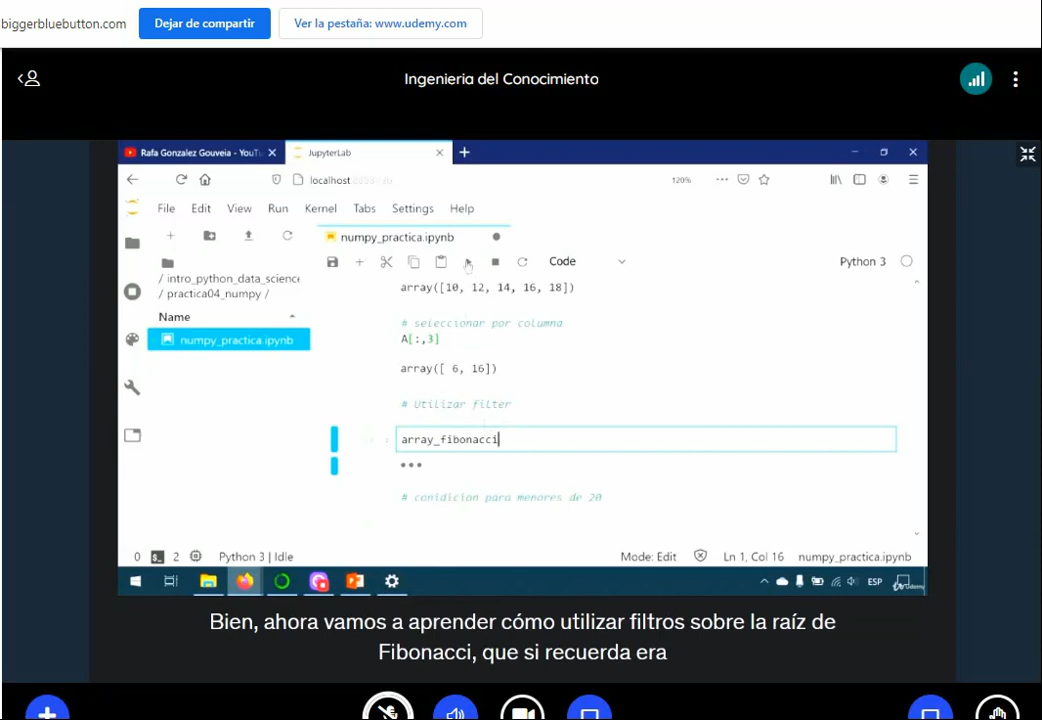 biggerbluebutton.com
Dejar de compartir
Ver la pestaña: www.udemy.com
Ingenieria del Conocimiento
Rafa Gonzalez Gouveia - YouTu
JupyterLab
localhost
120%
File Edit View Run Kernel Tabs Settings Help
numpy_practica.ipynb
Code
Python 3
/ intro_python_data_science
/ practica04_numpy /
Name
numpy_practica.ipynb
array([10, 12, 14, 16, 18])
# seleccionar por columna
A[:,3]
array([ 6, 16])
# Utilizar filter
array_fibonacci
# conidicion para menores de 20
0 2 Python 3 | Idle
Mode: Edit
Ln 1, Col 16
numpy_practica.ipynb
ESP
Bien, ahora vamos a aprender cómo utilizar filtros sobre la raíz de
Fibonacci, que si recuerda era